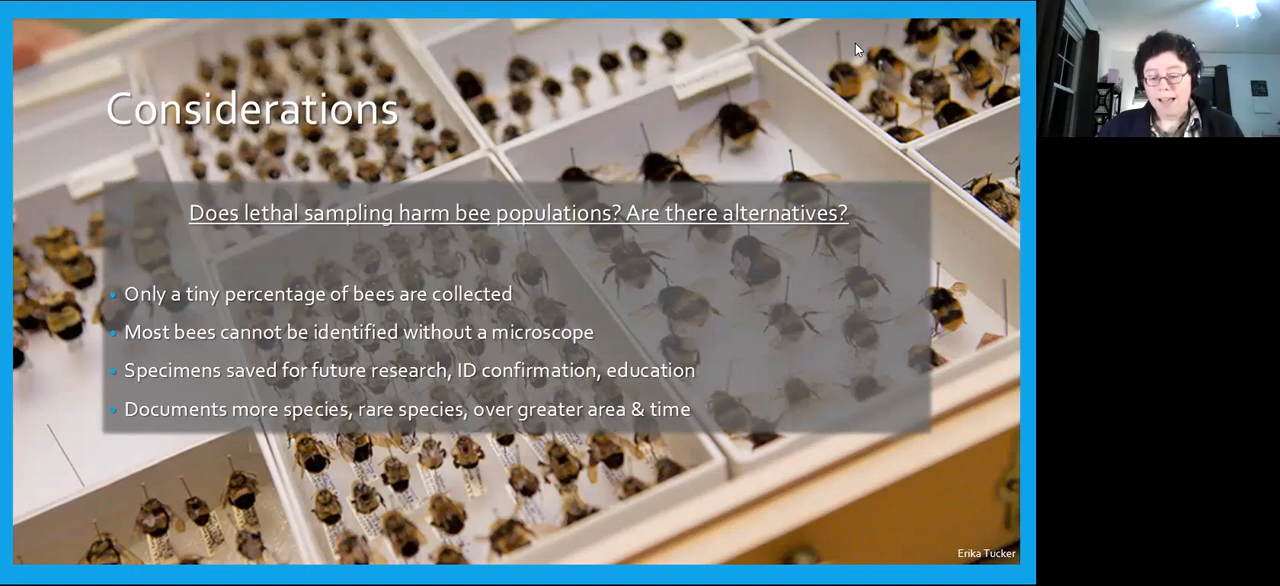 Considerations
Does lethal sampling harm bee populations? Are there alternatives?
• Only a tiny percentage of bees are collected
• Most bees cannot be identified without a microscope
• Specimens saved for future research, ID confirmation, education
• Documents more species, rare species, over greater area & time
Erika Tucker